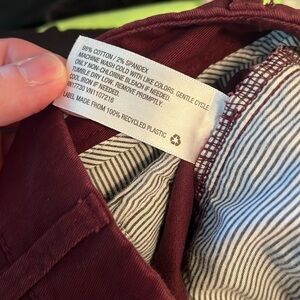 98% COTTON / 2% SPANDEX
MACHINE WASH COLD WITH LIKE COLORS, GENTLE CYCLE
ONLY NON-CHLORINE BLEACH IF NEEDED.
TUMBLE DRY LOW. REMOVE PROMPTLY.
COOL IRON IF NEEDED.
VN1107216
LABEL MADE FROM 100% RECYCLED PLASTIC